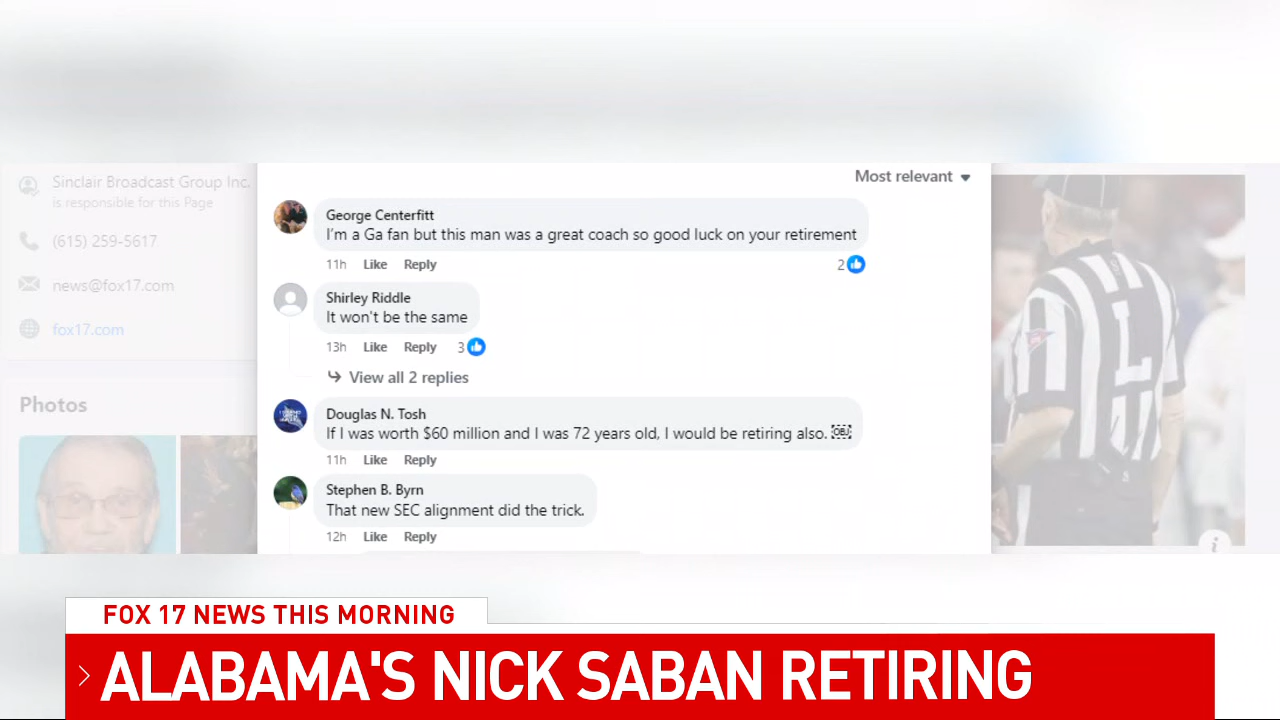 Most relevant
Sinclair Broadcast Group Inc.
is responsible for this Page
(615) 259-5617
news@fox17.com
fox17.com
Photos
George Centerfitt
I'm a Ga fan but this man was a great coach so good luck on your retirement
11h Like Reply 2
Shirley Riddle
It won't be the same
13h Like Reply 3
View all 2 replies
Douglas N. Tosh
If I was worth $60 million and I was 72 years old, I would be retiring also. OBJ
11h Like Reply
Stephen B. Byrn
That new SEC alignment did the trick.
12h Like Reply
L
i
FOX 17 NEWS THIS MORNING
ALABAMA'S NICK SABAN RETIRING